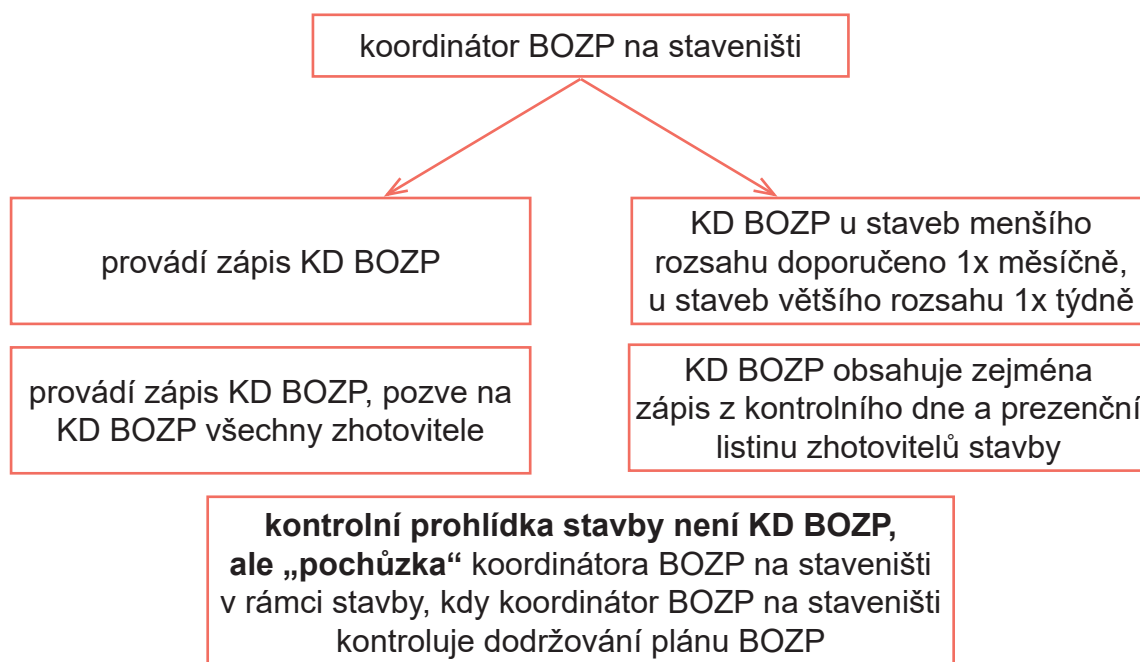 koordinátor BOZP na staveništi
provádí zápis KD BOZP
KD BOZP u staveb menšího
rozsahu doporučeno 1x měsíčně,
u staveb většího rozsahu 1x týdně
provádí zápis KD BOZP, pozve na
KD BOZP všechny zhotovitele
KD BOZP obsahuje zejména
zápis z kontrolního dne a prezenční
listinu zhotovitelů stavby
kontrolní prohlídka stavby není KD BOZP,
ale „pochůzka“ koordinátora BOZP na staveništi
v rámci stavby, kdy koordinátor BOZP na staveništi
kontroluje dodržování plánu BOZP